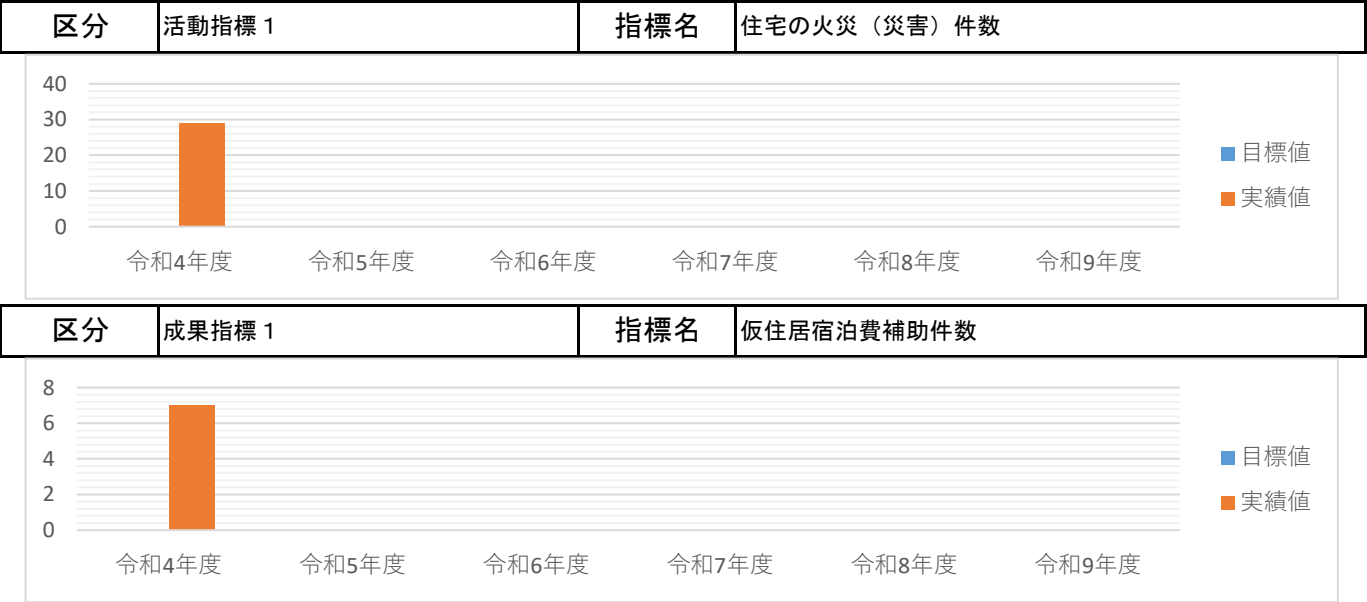 区分 活動指標1 指標名 住宅の火災（災害）件数
40
30
20
10
0
令和4年度 令和5年度 令和6年度 令和7年度 令和8年度 令和9年度
目標値
実績値
区分 成果指標1 指標名 仮住居宿泊費補助件数
8
6
4
2
0
令和4年度 令和5年度 令和6年度 令和7年度 令和8年度 令和9年度
目標値
実績値